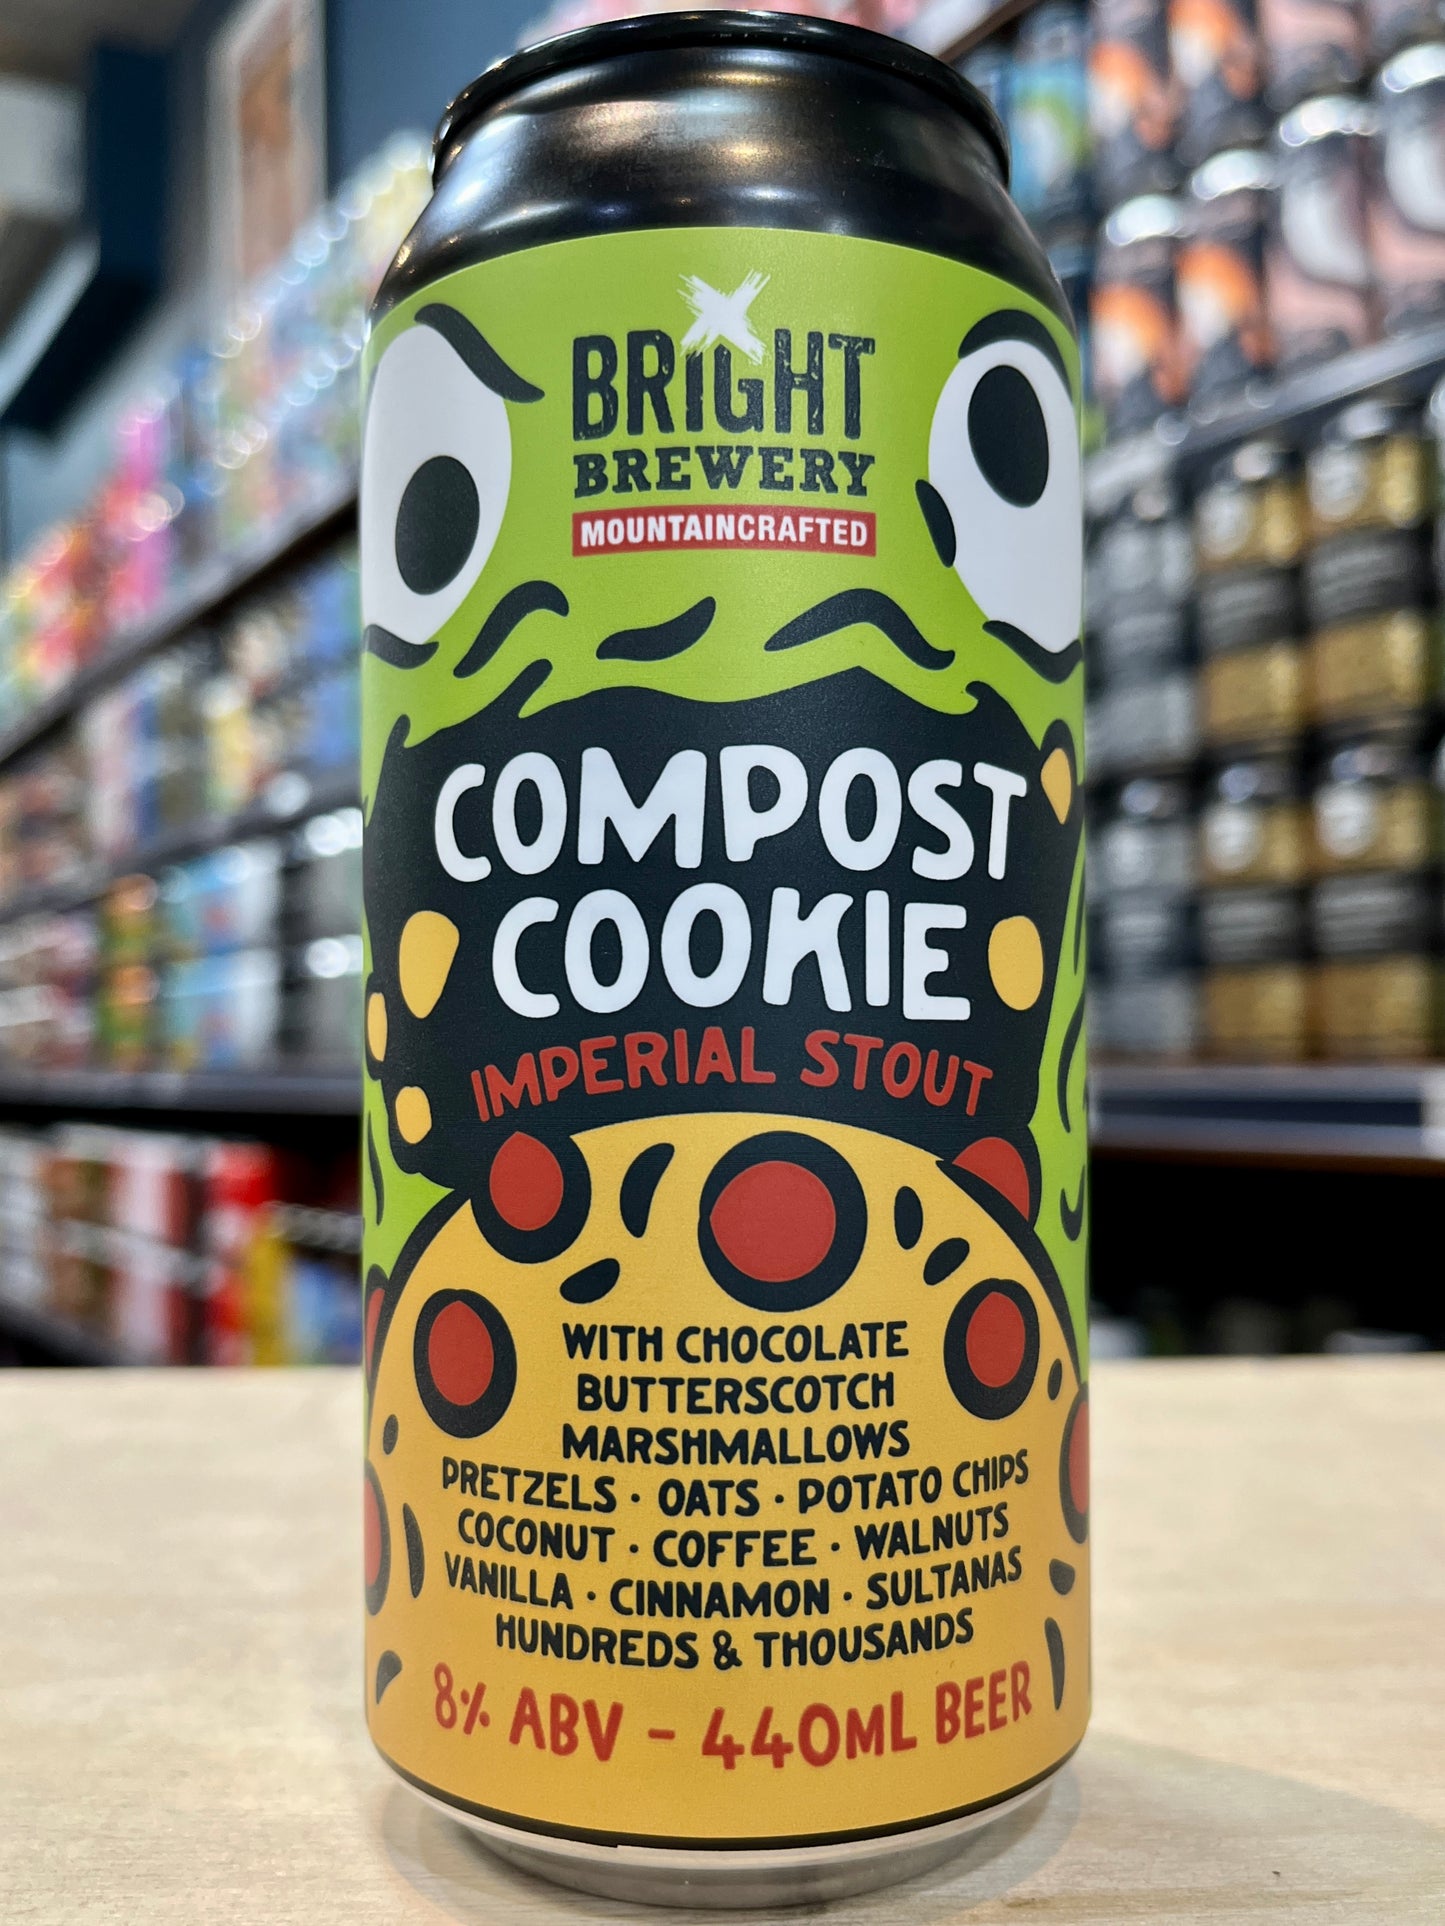 BRIGHT
BREWERY
MOUNTAINCRAFTED
COMPOST
COOKIE
IMPERIAL STOUT
WITH CHOCOLATE
BUTTERSCOTCH
MARSHMALLOWS
PRETZELS · OATS · POTATO CHIPS
COCONUT · COFFEE · WALNUTS
VANILLA · CINNAMON · SULTANAS
HUNDREDS & THOUSANDS
8% ABV – 440ML BEER